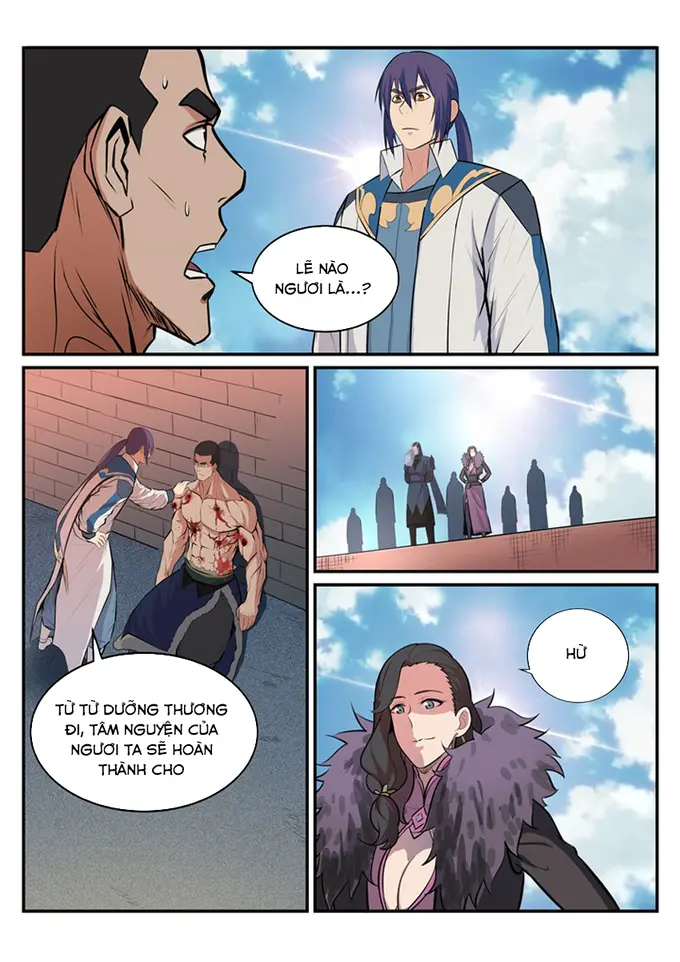 LẼ NÀO
NGƯƠI LÀ...?
TỪ TỪ DƯỠNG THƯƠNG
ĐI, TÂM NGUYỆN CỦA
NGƯƠI TA SẼ HOÀN
THÀNH CHO
HỪ